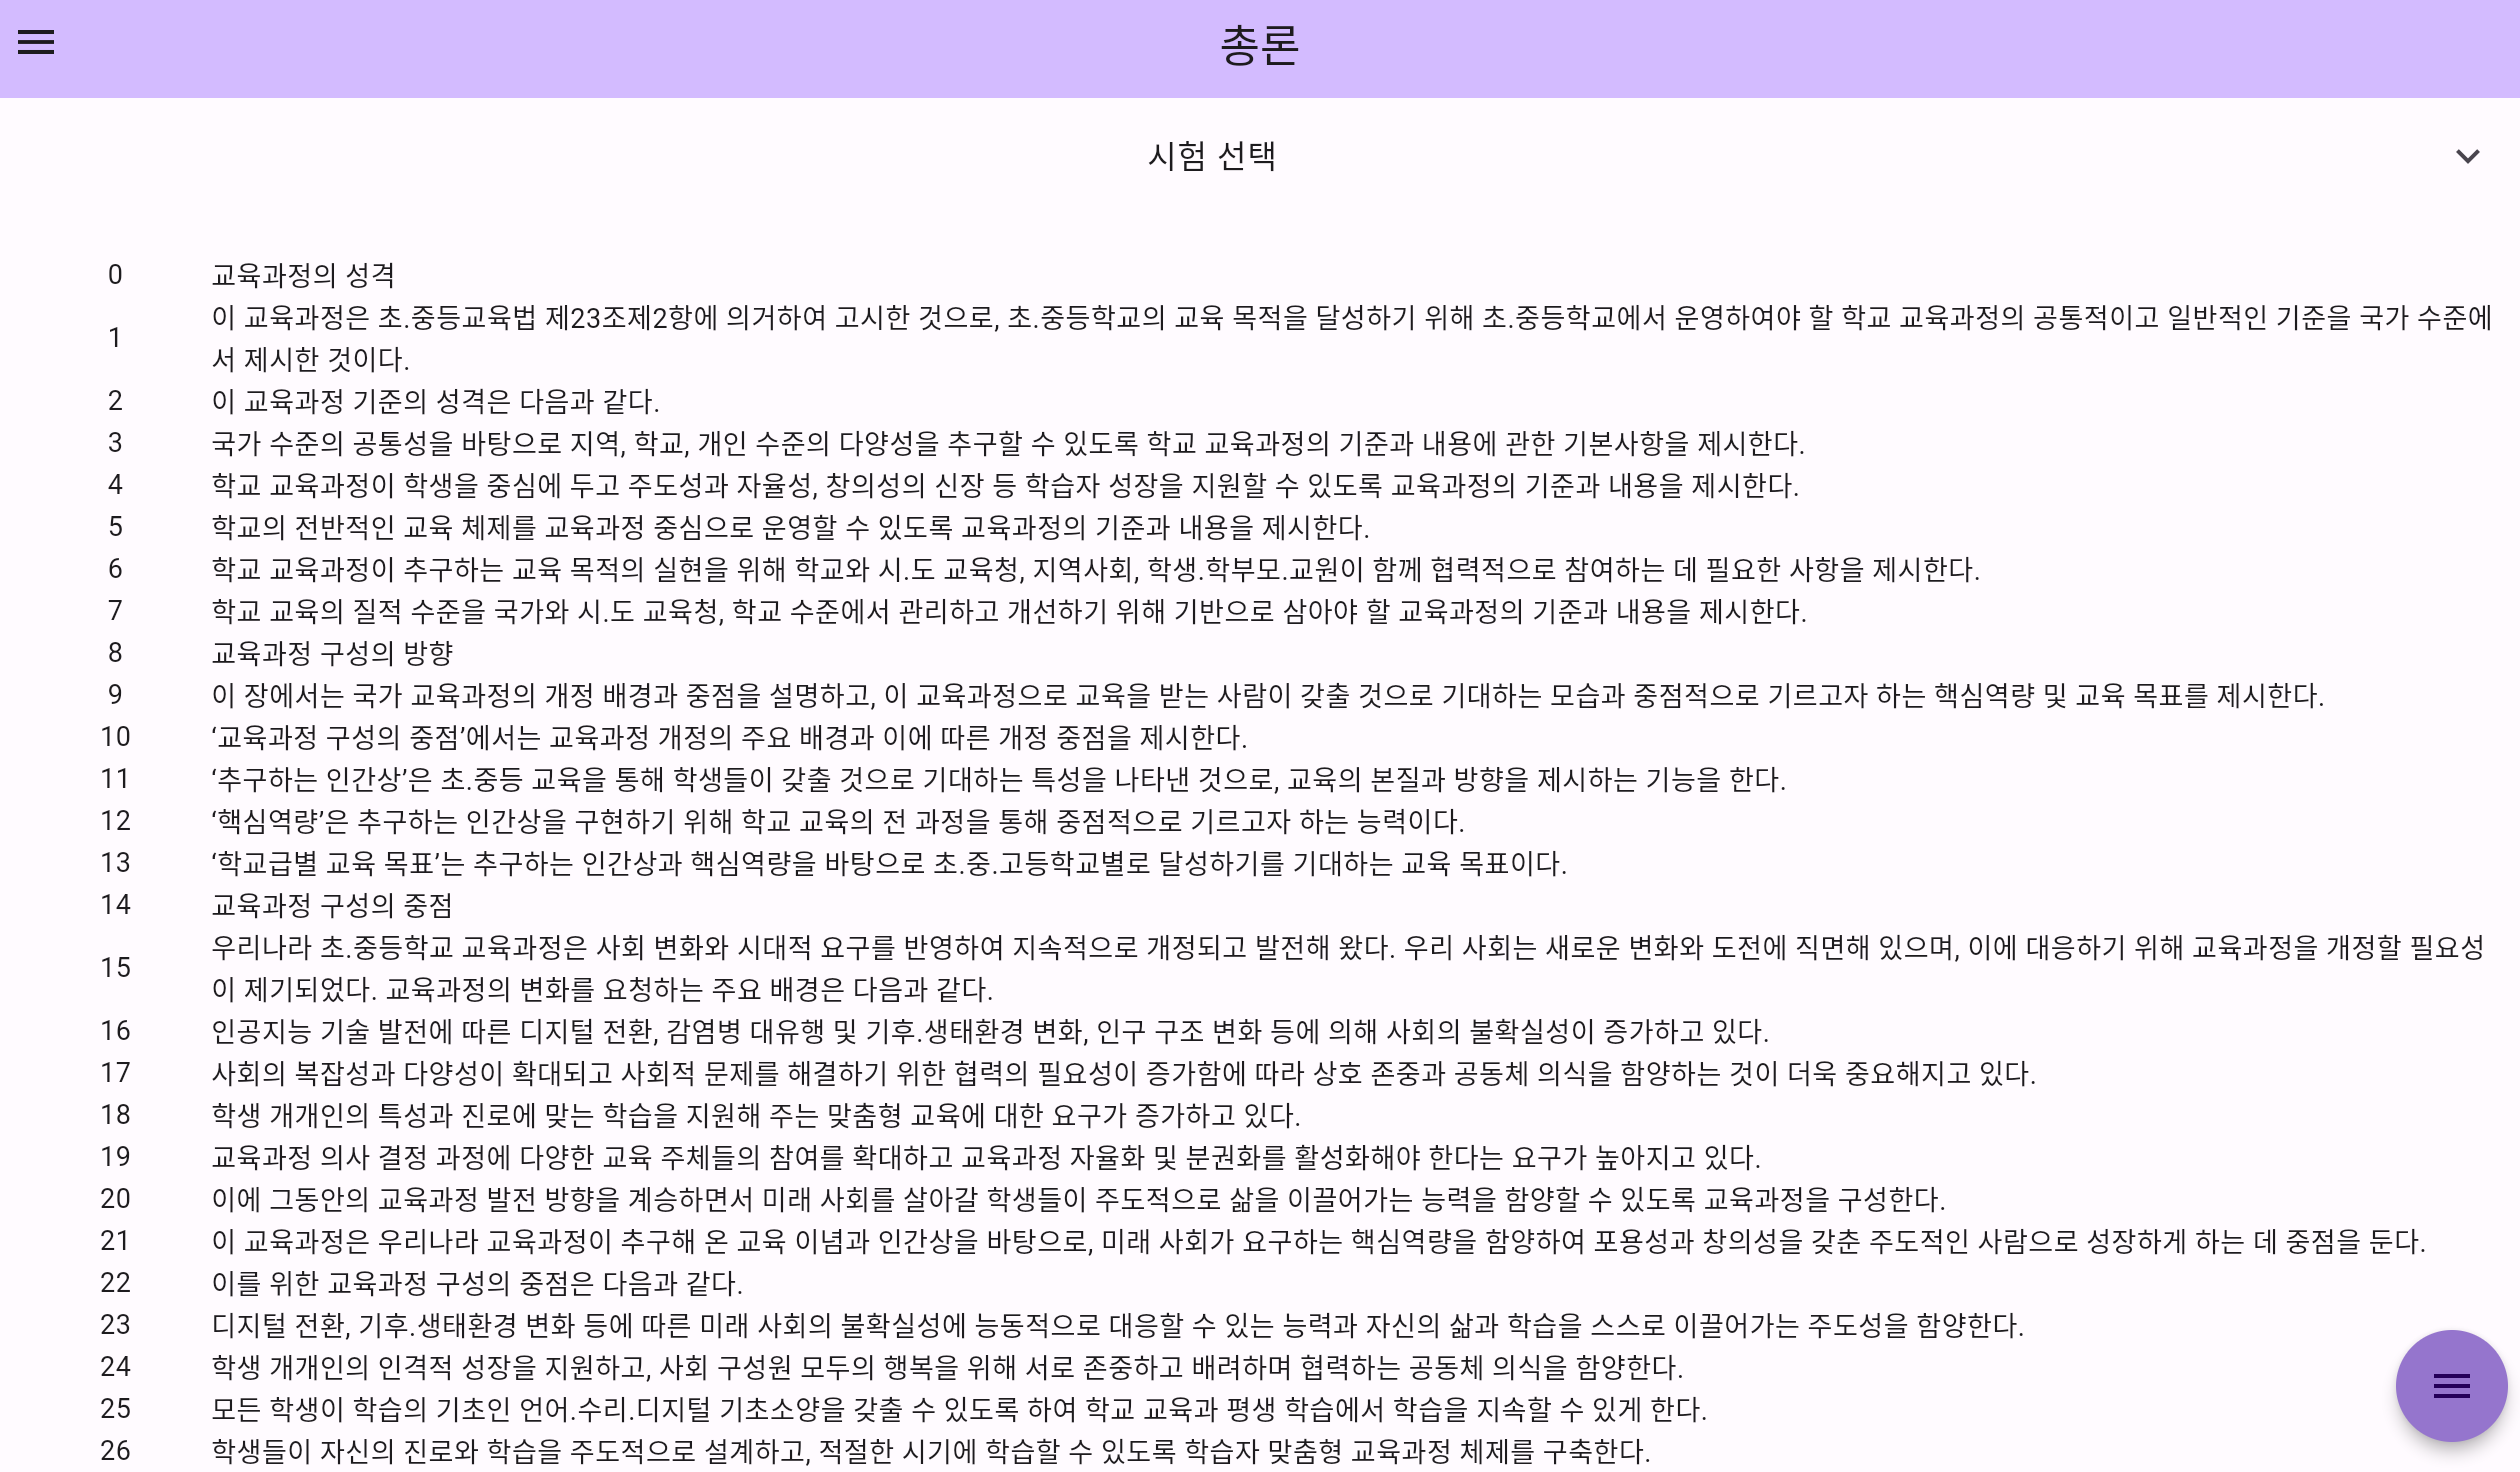 총론
시험 선택
0 교육과정의 성격
1 이 교육과정은 초.중등교육법 제23조제2항에 의거하여 고시한 것으로, 초.중등학교의 교육 목적을 달성하기 위해 초.중등학교에서 운영하여야 할 학교 교육과정의 공통적이고 일반적인 기준을 국가 수준에
서 제시한 것이다.
2 이 교육과정 기준의 성격은 다음과 같다.
3 국가 수준의 공통성을 바탕으로 지역, 학교, 개인 수준의 다양성을 추구할 수 있도록 학교 교육과정의 기준과 내용에 관한 기본사항을 제시한다.
4 학교 교육과정이 학생을 중심에 두고 주도성과 자율성, 창의성의 신장 등 학습자 성장을 지원할 수 있도록 교육과정의 기준과 내용을 제시한다.
5 학교의 전반적인 교육 체제를 교육과정 중심으로 운영할 수 있도록 교육과정의 기준과 내용을 제시한다.
6 학교 교육과정이 추구하는 교육 목적의 실현을 위해 학교와 시.도 교육청, 지역사회, 학생.학부모.교원이 함께 협력적으로 참여하는 데 필요한 사항을 제시한다.
7 학교 교육의 질적 수준을 국가와 시.도 교육청, 학교 수준에서 관리하고 개선하기 위해 기반으로 삼아야 할 교육과정의 기준과 내용을 제시한다.
8 교육과정 구성의 방향
9 이 장에서는 국가 교육과정의 개정 배경과 중점을 설명하고, 이 교육과정으로 교육을 받는 사람이 갖출 것으로 기대하는 모습과 중점적으로 기르고자 하는 핵심역량 및 교육 목표를 제시한다.
10 ‘교육과정 구성의 중점’에서는 교육과정 개정의 주요 배경과 이에 따른 개정 중점을 제시한다.
11 ‘추구하는 인간상’은 초.중등 교육을 통해 학생들이 갖출 것으로 기대하는 특성을 나타낸 것으로, 교육의 본질과 방향을 제시하는 기능을 한다.
12 ‘핵심역량’은 추구하는 인간상을 구현하기 위해 학교 교육의 전 과정을 통해 중점적으로 기르고자 하는 능력이다.
13 ‘학교급별 교육 목표’는 추구하는 인간상과 핵심역량을 바탕으로 초.중.고등학교별로 달성하기를 기대하는 교육 목표이다.
14 교육과정 구성의 중점
15 우리나라 초.중등학교 교육과정은 사회 변화와 시대적 요구를 반영하여 지속적으로 개정되고 발전해 왔다. 우리 사회는 새로운 변화와 도전에 직면해 있으며, 이에 대응하기 위해 교육과정을 개정할 필요성
이 제기되었다. 교육과정의 변화를 요청하는 주요 배경은 다음과 같다.
16 인공지능 기술 발전에 따른 디지털 전환, 감염병 대유행 및 기후.생태환경 변화, 인구 구조 변화 등에 의해 사회의 불확실성이 증가하고 있다.
17 사회의 복잡성과 다양성이 확대되고 사회적 문제를 해결하기 위한 협력의 필요성이 증가함에 따라 상호 존중과 공동체 의식을 함양하는 것이 더욱 중요해지고 있다.
18 학생 개개인의 특성과 진로에 맞는 학습을 지원해 주는 맞춤형 교육에 대한 요구가 증가하고 있다.
19 교육과정 의사 결정 과정에 다양한 교육 주체들의 참여를 확대하고 교육과정 자율화 및 분권화를 활성화해야 한다는 요구가 높아지고 있다.
20 이에 그동안의 교육과정 발전 방향을 계승하면서 미래 사회를 살아갈 학생들이 주도적으로 삶을 이끌어가는 능력을 함양할 수 있도록 교육과정을 구성한다.
21 이 교육과정은 우리나라 교육과정이 추구해 온 교육 이념과 인간상을 바탕으로, 미래 사회가 요구하는 핵심역량을 함양하여 포용성과 창의성을 갖춘 주도적인 사람으로 성장하게 하는 데 중점을 둔다.
22 이를 위한 교육과정 구성의 중점은 다음과 같다.
23 디지털 전환, 기후.생태환경 변화 등에 따른 미래 사회의 불확실성에 능동적으로 대응할 수 있는 능력과 자신의 삶과 학습을 스스로 이끌어가는 주도성을 함양한다.
24 학생 개개인의 인격적 성장을 지원하고, 사회 구성원 모두의 행복을 위해 서로 존중하고 배려하며 협력하는 공동체 의식을 함양한다.
25 모든 학생이 학습의 기초인 언어.수리.디지털 기초소양을 갖출 수 있도록 하여 학교 교육과 평생 학습에서 학습을 지속할 수 있게 한다.
26 학생들이 자신의 진로와 학습을 주도적으로 설계하고, 적절한 시기에 학습할 수 있도록 학습자 맞춤형 교육과정 체제를 구축한다.